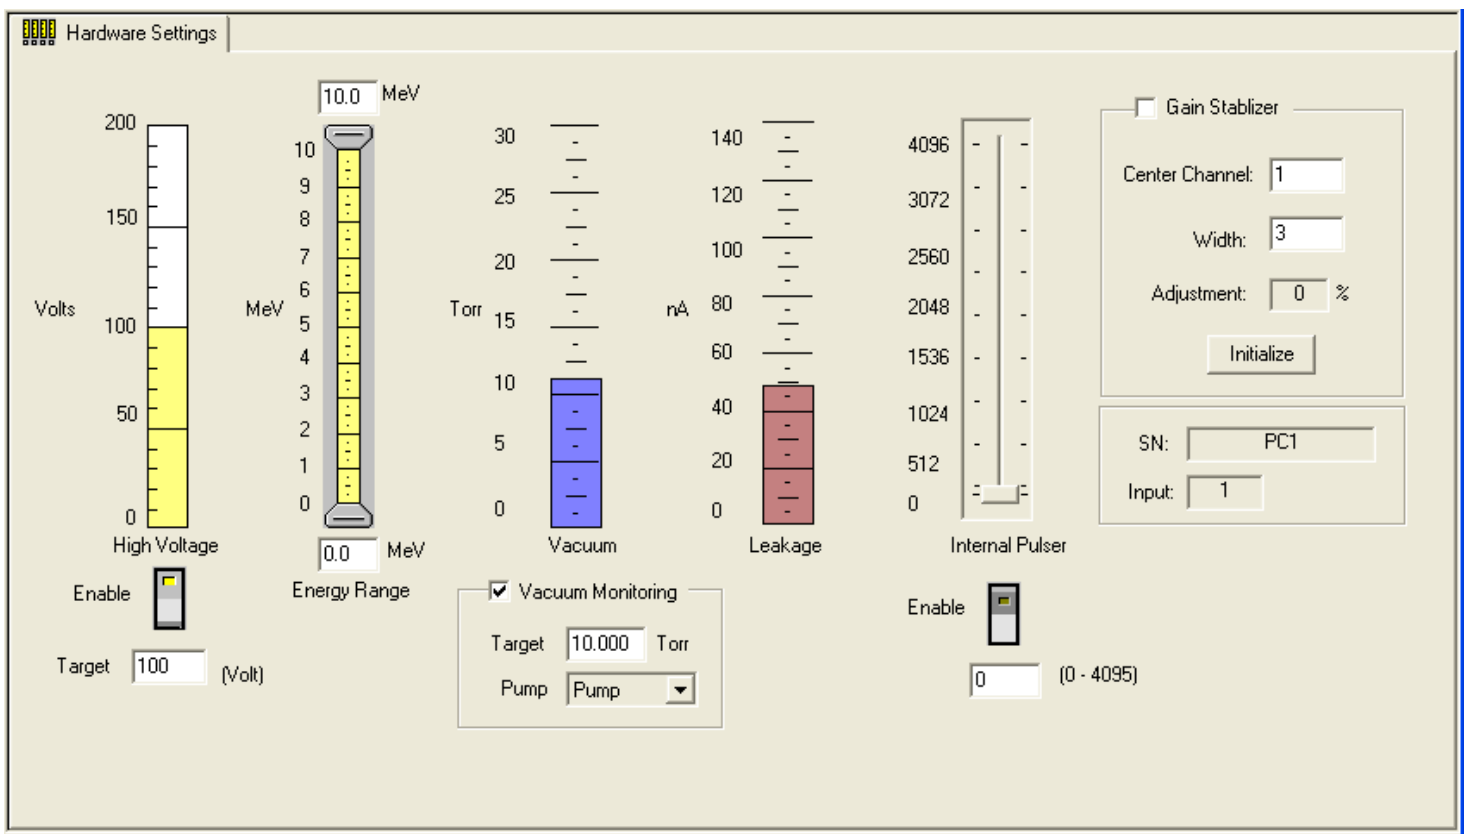 Hardware Settings
10.0 MeV
Volts
200
150
100
50
0
High Voltage
Enable
Target 100 (Volt)
MeV
10
9
8
7
6
5
4
3
2
1
0
0.0 MeV
Energy Range
Torr
30
25
20
15
10
5
0
Vacuum
Vacuum Monitoring
Target 10.000 Torr
Pump Pump
nA
140
120
100
80
60
40
20
0
Leakage
4096
3072
2560
2048
1536
1024
512
0
Internal Pulser
Enable
0 (0 - 4095)
Gain Stablizer
Center Channel: 1
Width: 3
Adjustment: 0 %
Initialize
SN: PC1
Input: 1